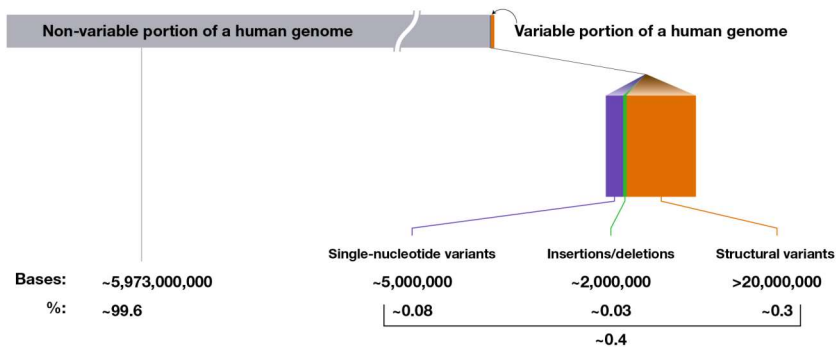 Non-variable portion of a human genome
Variable portion of a human genome
Single-nucleotide variants Insertions/deletions Structural variants
Bases: ~5,973,000,000 ~5,000,000 ~2,000,000 >20,000,000
%: ~99.6 ~0.08 ~0.03 ~0.3
~0.4